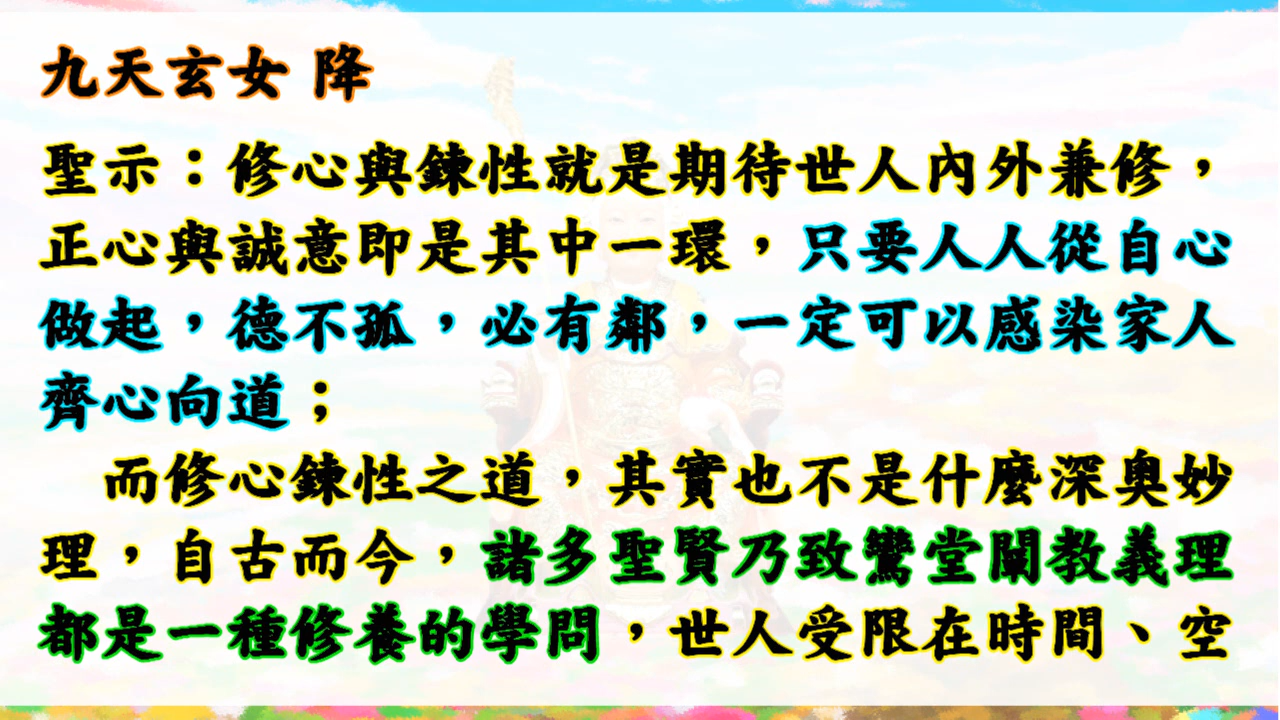 九天玄女 降
聖示：修心與鍊性就是期待世人內外兼修，
正心與誠意即是其中一環，只要人人從自心
做起，德不孤，必有鄰，一定可以感染家人
齊心向道；
　而修心鍊性之道，其實也不是什麼深奧妙
理，自古而今，諸多聖賢乃致鸞堂闡教義理
都是一種修養的學問，世人受限在時間、空